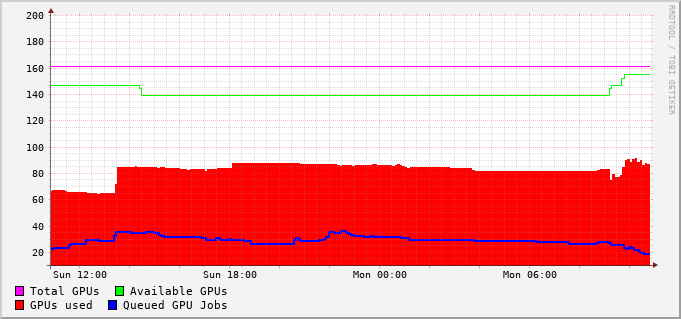 200
180
160
140
120
100
80
60
40
20
Sun 12:00 Sun 18:00 Mon 00:00 Mon 06:00
Total GPUs Available GPUs
GPUs used Queued GPU Jobs
RRDTOOL / TOBI OETIKER